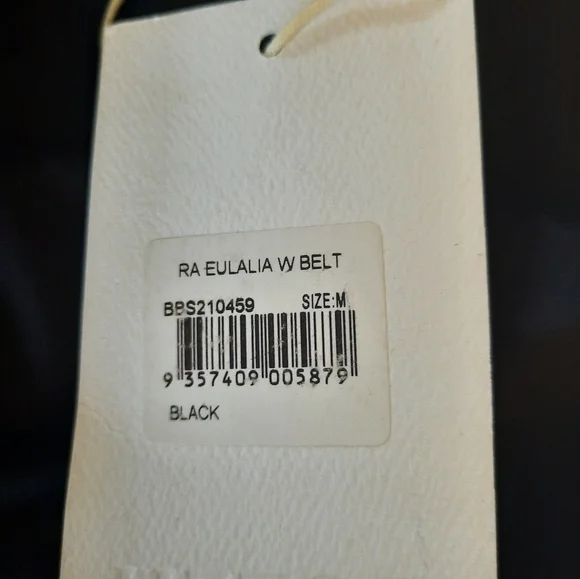 RA EULALIA W BELT
BBS210459 SIZE:M
9 357409 005879
BLACK